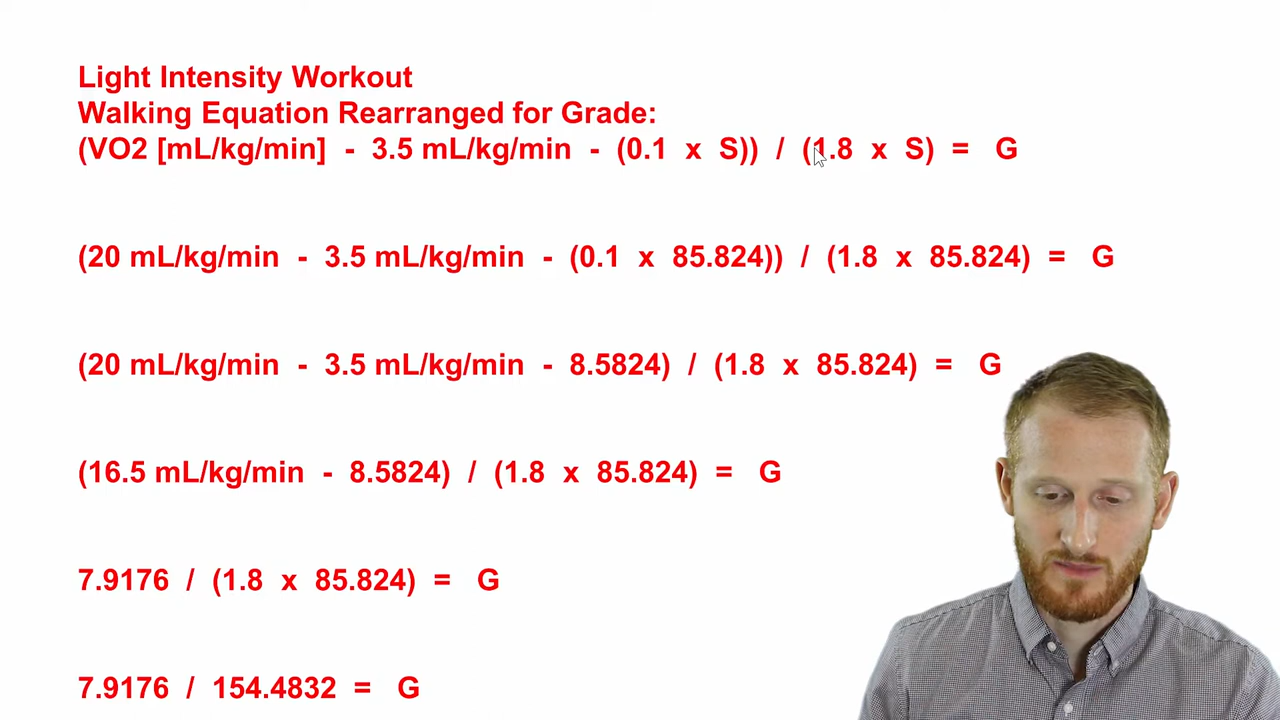 Light Intensity Workout
Walking Equation Rearranged for Grade:
(VO2 [mL/kg/min] - 3.5 mL/kg/min - (0.1 x S)) / (1.8 x S) = G
(20 mL/kg/min - 3.5 mL/kg/min - (0.1 x 85.824)) / (1.8 x 85.824) = G
(20 mL/kg/min - 3.5 mL/kg/min - 8.5824) / (1.8 x 85.824) = G
(16.5 mL/kg/min - 8.5824) / (1.8 x 85.824) = G
7.9176 / (1.8 x 85.824) = G
7.9176 / 154.4832 = G